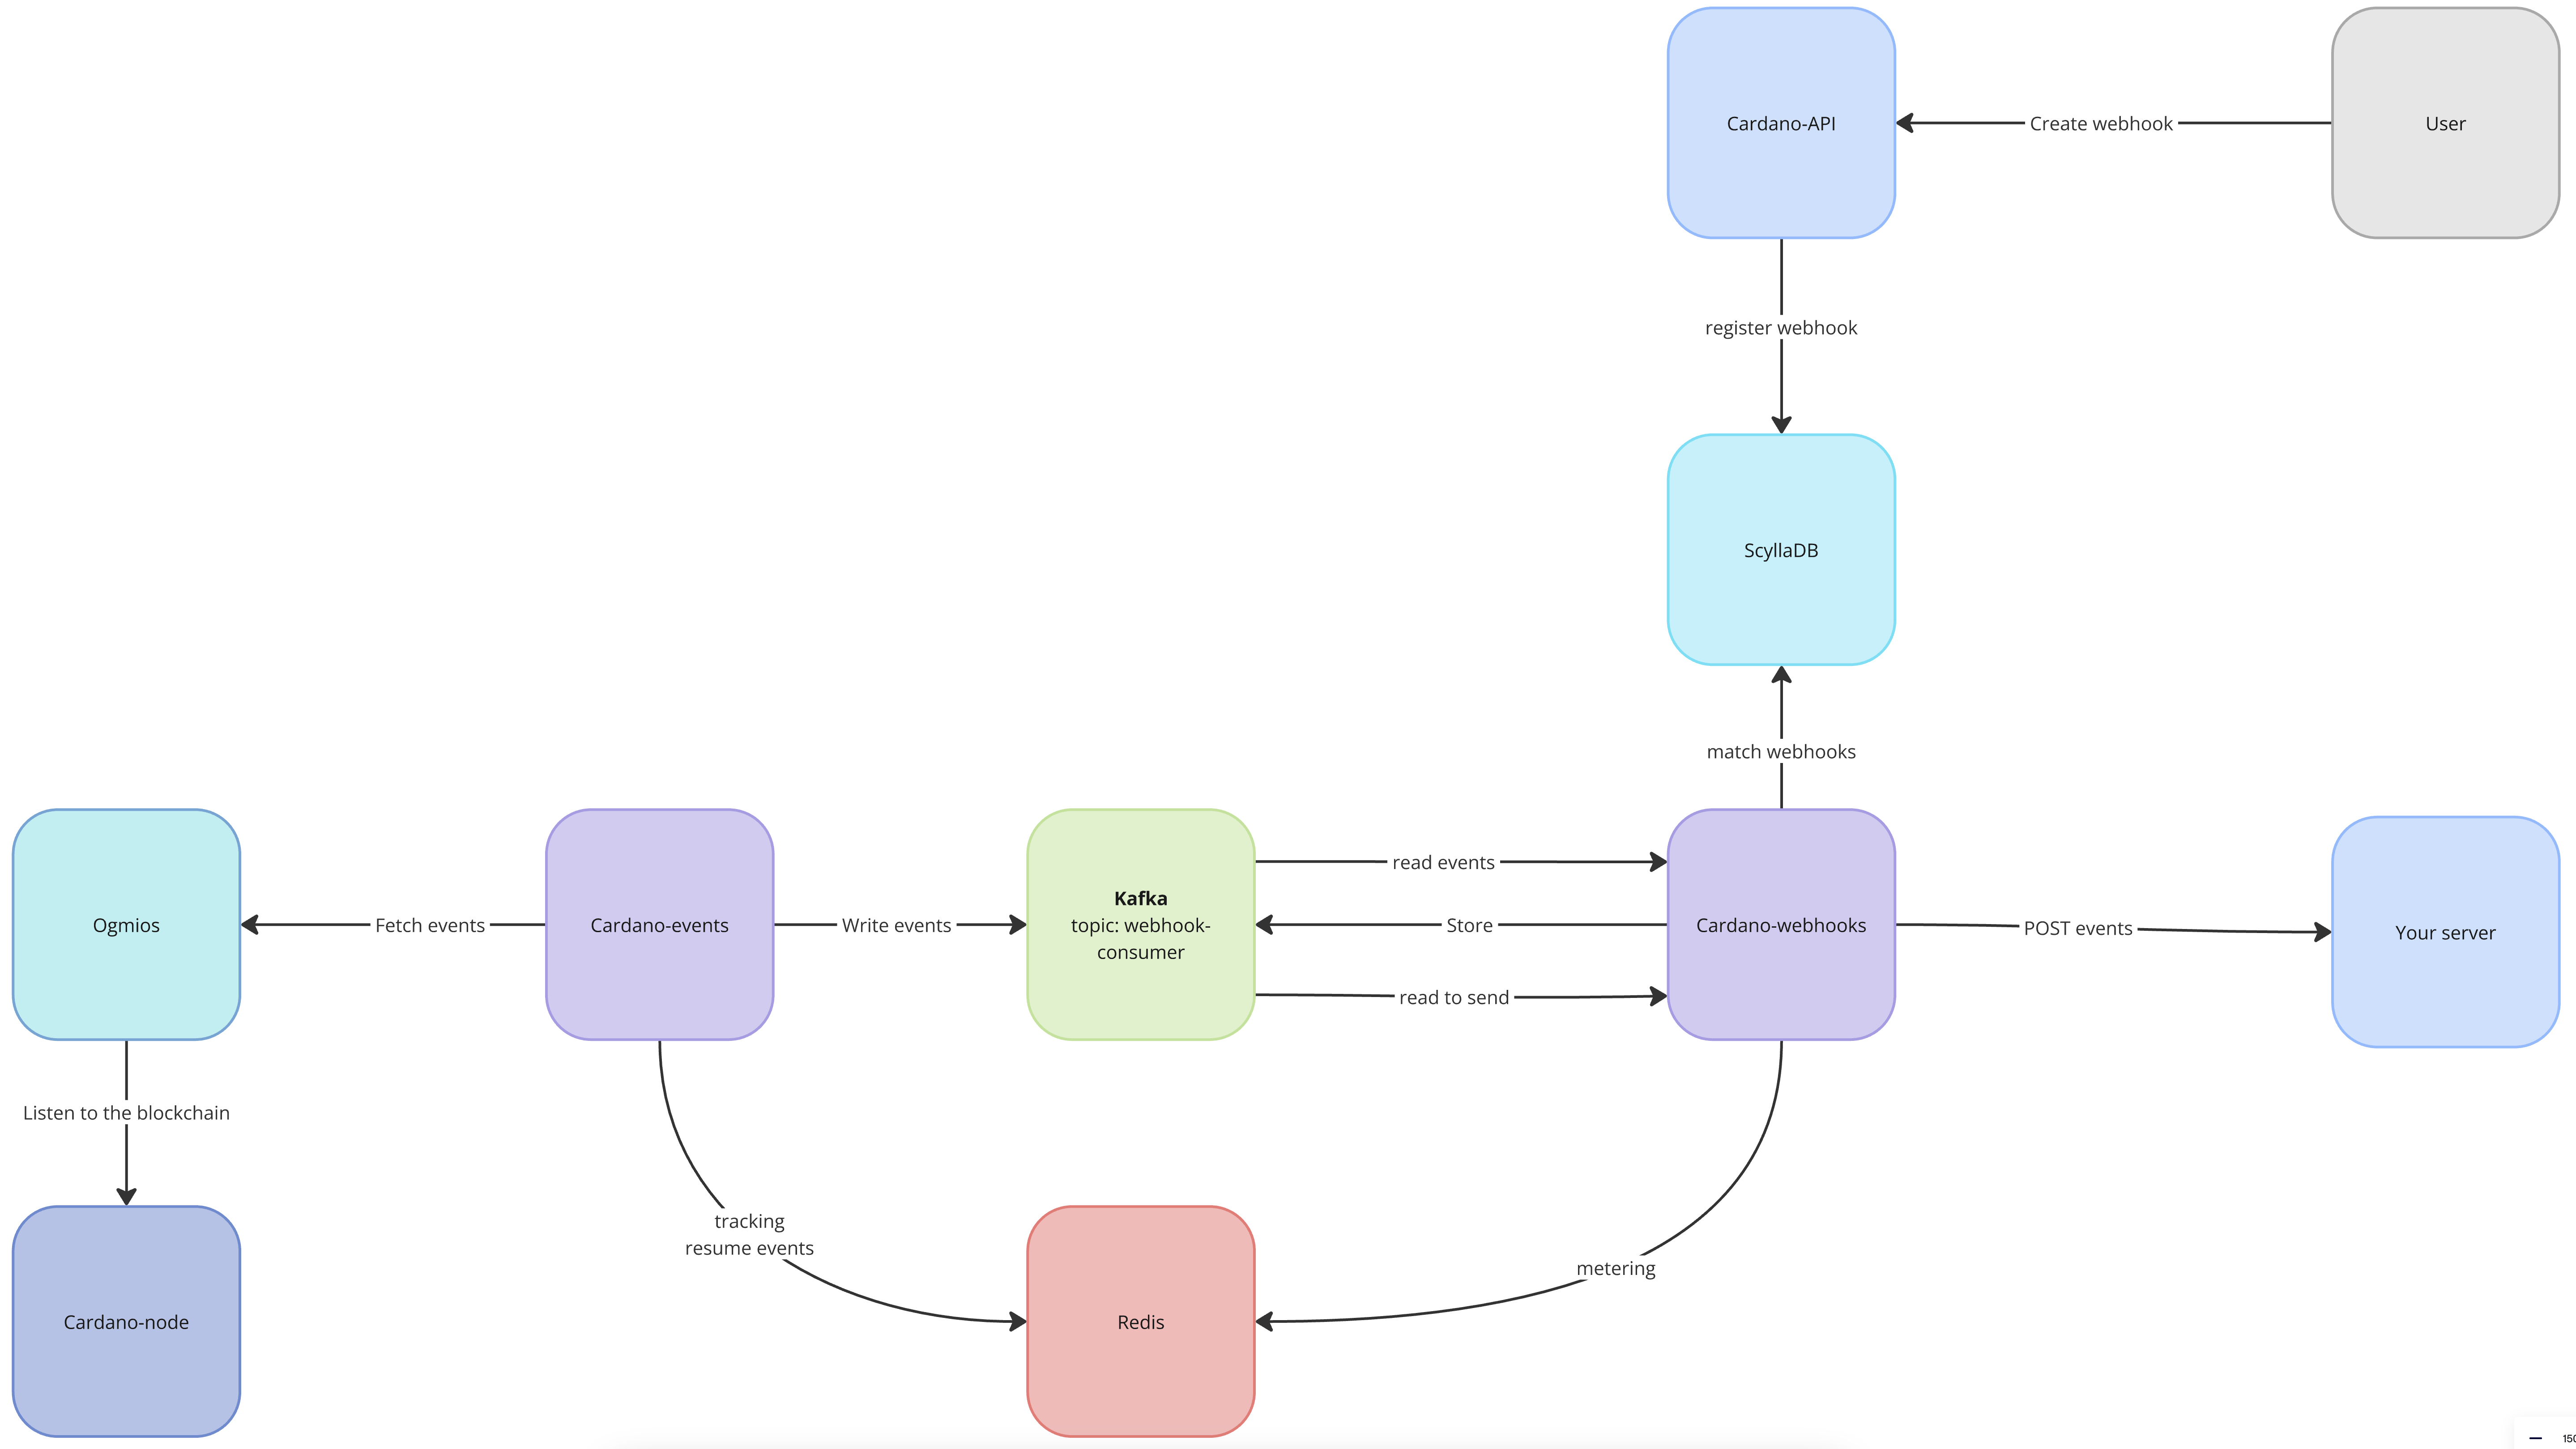 Cardano-API
Create webhook
User
register webhook
ScyllaDB
match webhooks
Ogmios
Fetch events
Cardano-events
Write events
Kafka
topic: webhook-
consumer
read events
Store
read to send
Cardano-webhooks
POST events
Your server
Listen to the blockchain
tracking
resume events
metering
Cardano-node
Redis